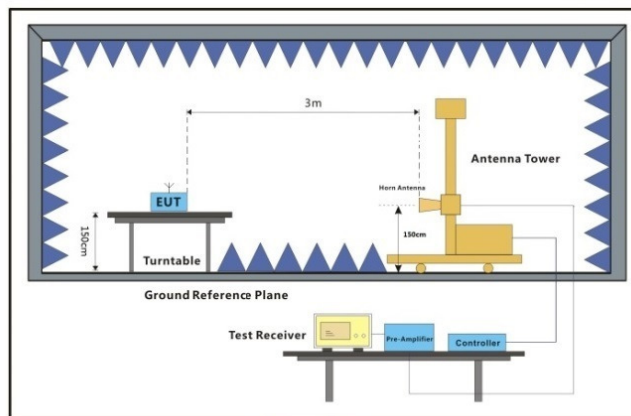 3m
Antenna Tower
Horn Antenna
EUT
150cm
150cm
Turntable
Ground Reference Plane
Test Receiver
Pre-Amplifier
Controller